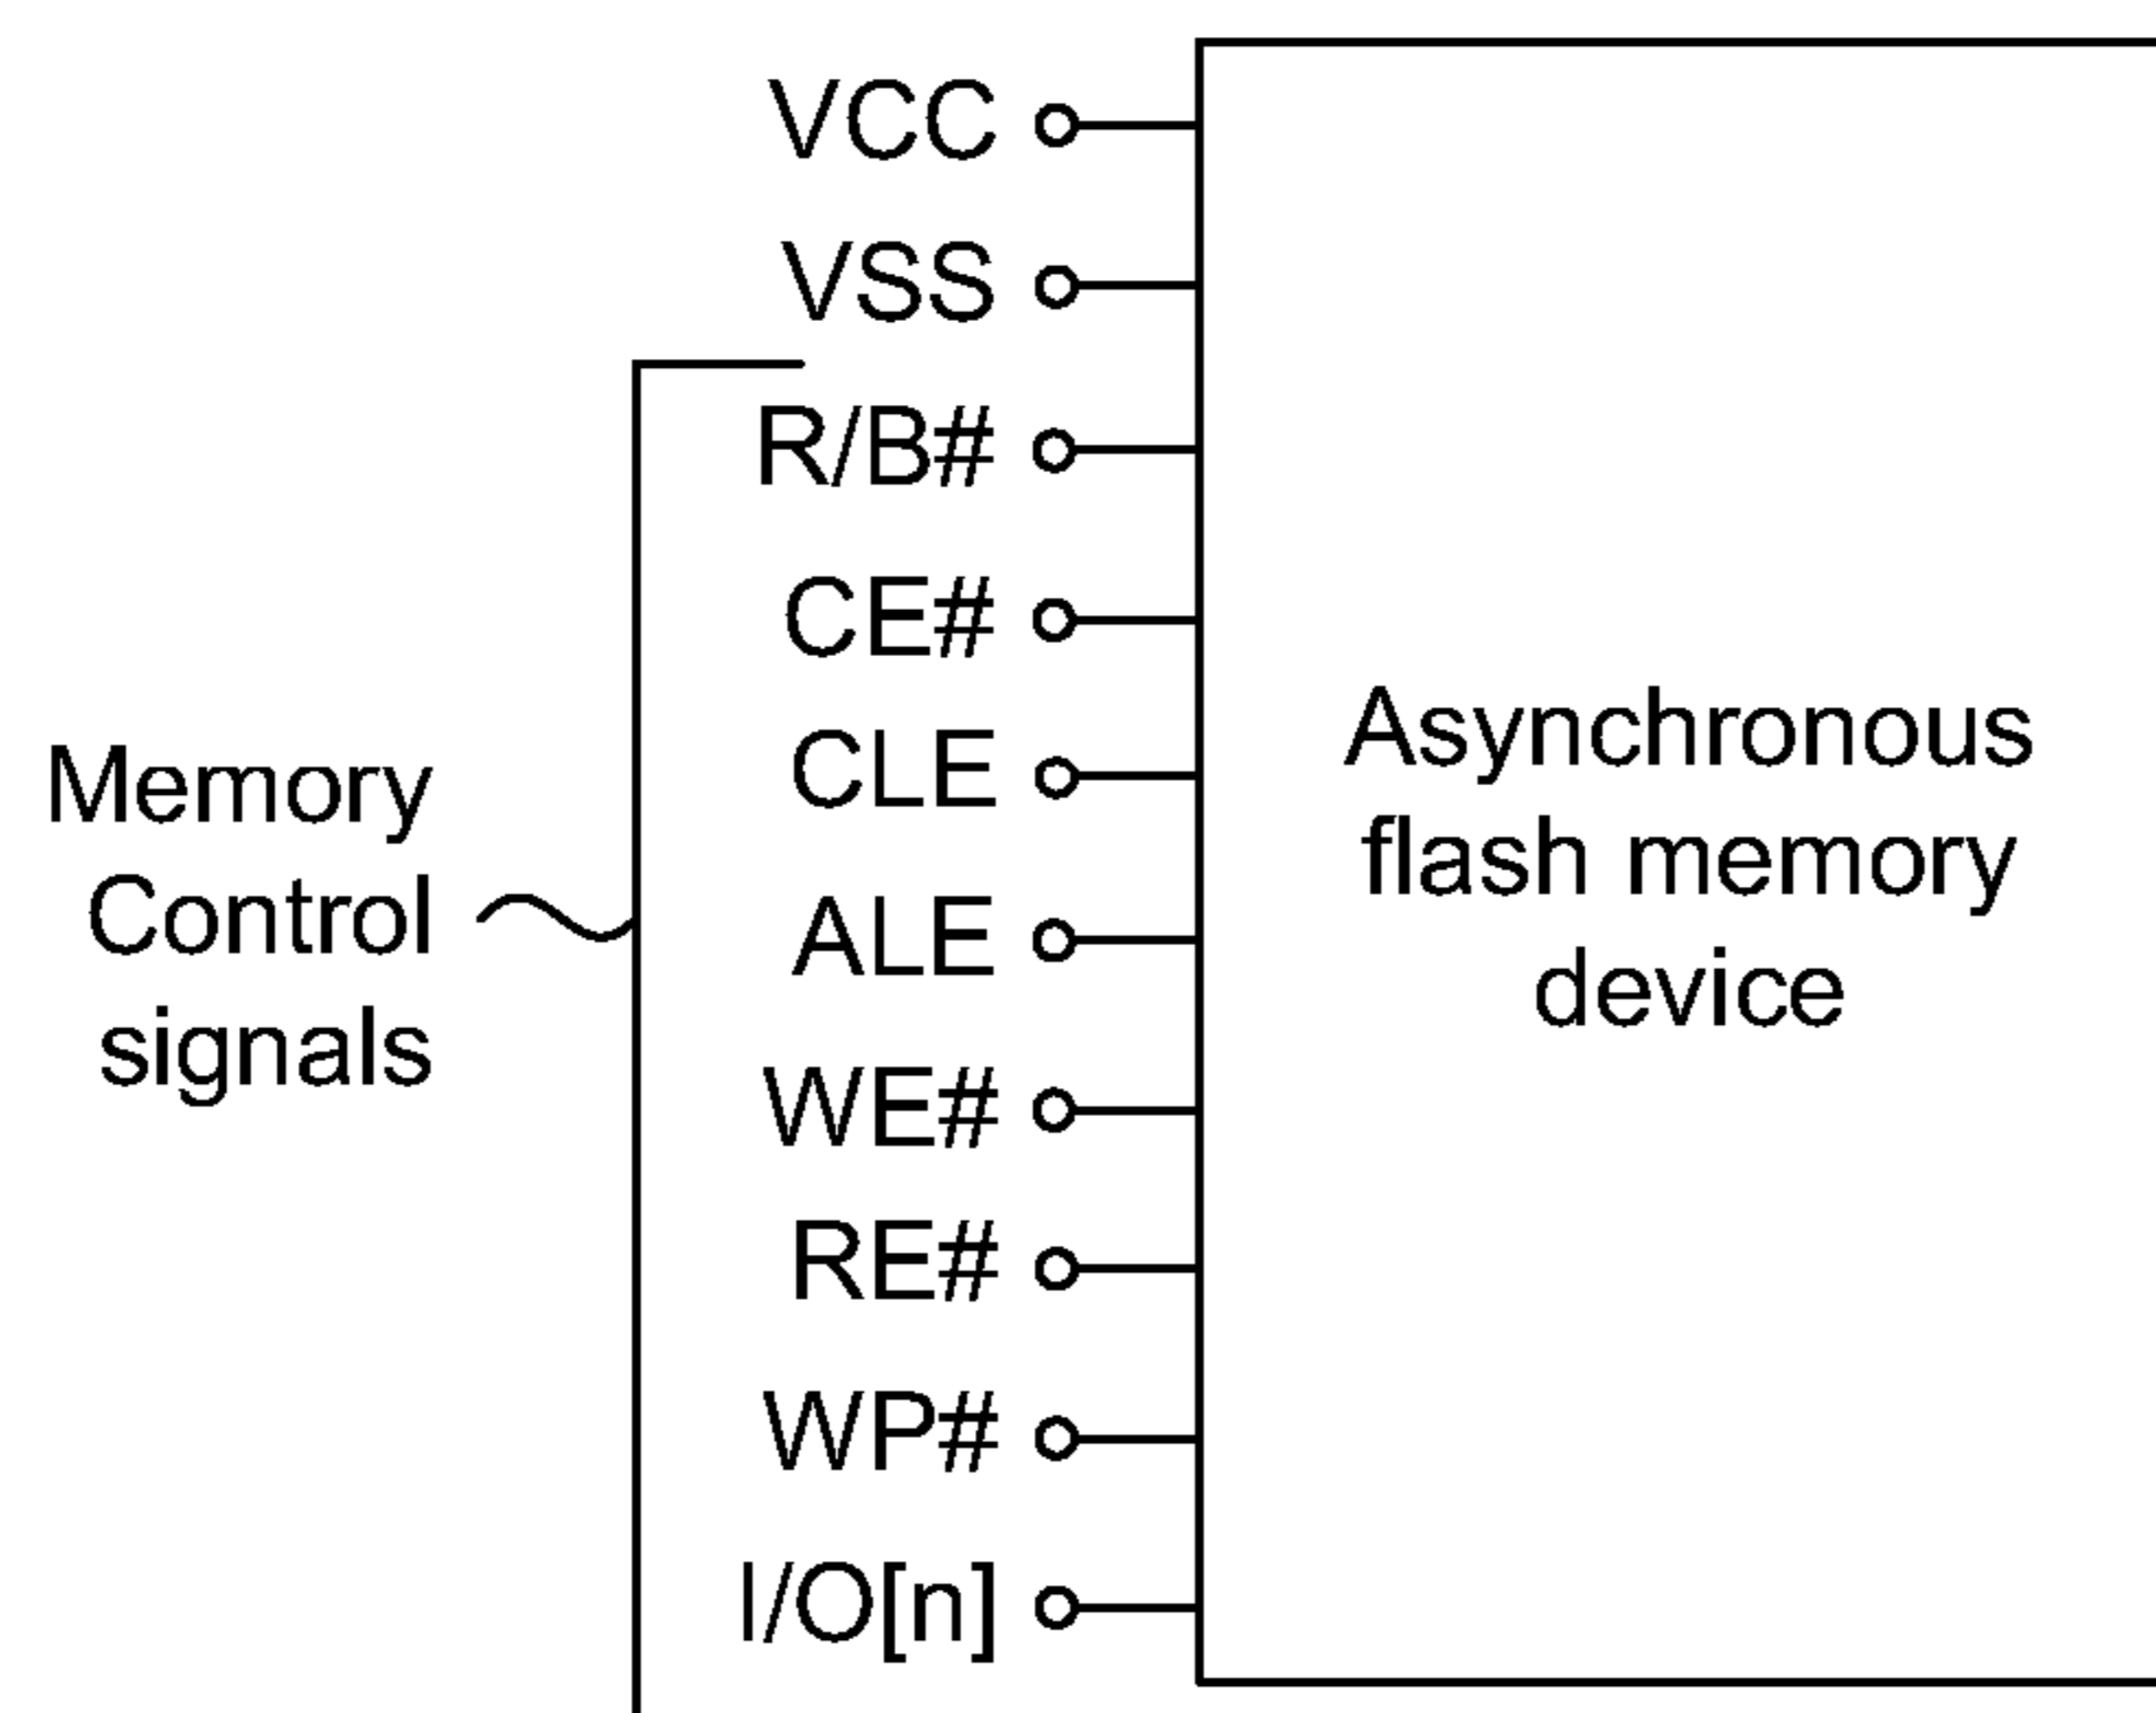 VCC
VSS
R/B#
CE#
CLE
ALE
WE#
RE#
WP#
I/O[n]
Memory
Control
signals
Asynchronous
flash memory
device